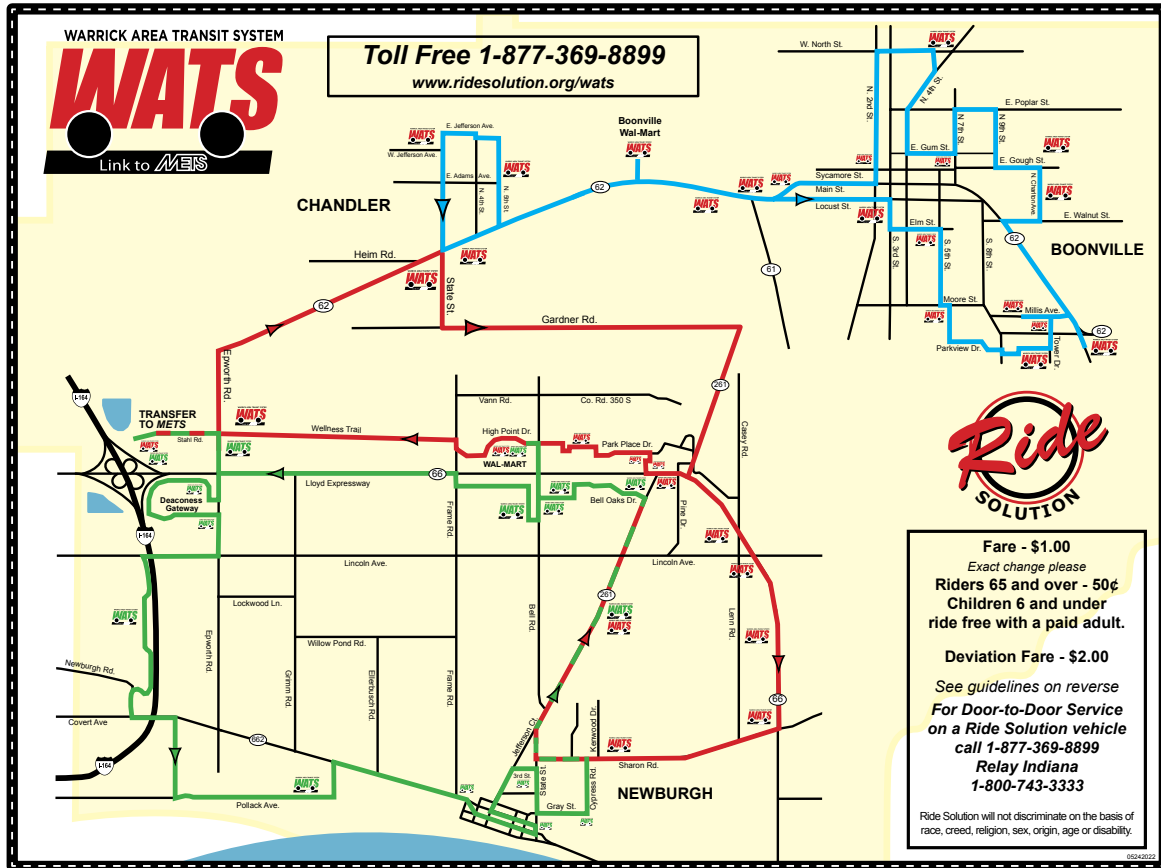 WARRICK AREA TRANSIT SYSTEM
WATS
Link to METS
Toll Free 1-877-369-8899
www.ridesolution.org/wats
W. North St.
N. 2nd St.
N. 4th St.
E. Poplar St.
N. 7th St.
N. 9th St.
E. Gum St.
E. Gough St.
N. Charlton Ave.
Sycamore St.
Main St.
Locust St.
E. Walnut St.
Elm St.
S. 3rd St.
S. 5th St.
S. 8th St.
62
BOONVILLE
61
Moore St.
Millis Ave.
62
Parkview Dr.
Tower Dr.
Boonville
Wal-Mart
WATS
E. Jefferson Ave.
W. Jefferson Ave.
E. Adams Ave.
N. 4th St.
N. 5th St.
CHANDLER
62
Heim Rd.
WATS
State St.
62
Gardner Rd.
Epworth Rd.
261
I-164
TRANSFER
TO METS
Stahl Rd.
WATS
Wellness Trail
Vann Rd.
Co. Rd. 350 S
High Point Dr.
Park Place Dr.
WAL-MART
Casey Rd.
66
Lloyd Expressway
Bell Oaks Dr.
Deaconess
Gateway
Frame Rd.
Pine Dr.
I-164
Lincoln Ave.
Lincoln Ave.
Lockwood Ln.
261
Bell Rd.
Lenn Rd.
Willow Pond Rd.
Newburgh Rd.
Epworth Rd.
Grimm Rd.
Ellerbusch Rd.
Frame Rd.
66
Covert Ave
662
Jefferson Ct.
Kenwood Dr.
I-164
Sharon Rd.
3rd St.
State St.
Cypress Rd.
NEWBURGH
Pollack Ave.
Gray St.
Ride
SOLUTION
Fare - $1.00
Exact change please
Riders 65 and over - 50¢
Children 6 and under
ride free with a paid adult.
Deviation Fare - $2.00
See guidelines on reverse
For Door-to-Door Service
on a Ride Solution vehicle
call 1-877-369-8899
Relay Indiana
1-800-743-3333
Ride Solution will not discriminate on the basis of
race, creed, religion, sex, origin, age or disability.
05242022